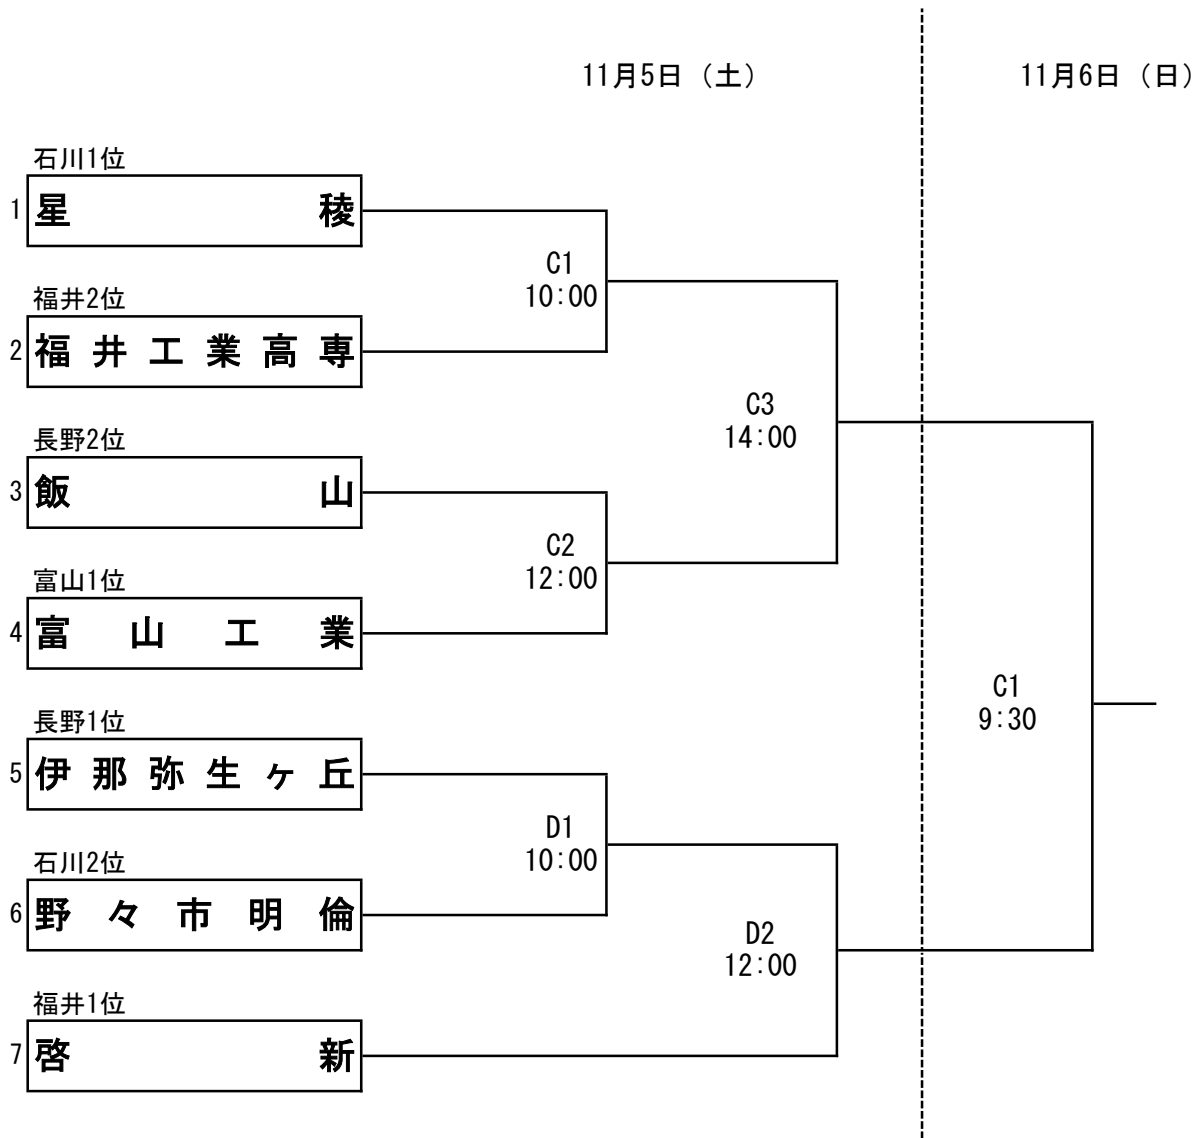 11月5日（土）
11月6日（日）
石川1位
1 星稜
C1
10:00
福井2位
2 福井工業高専
C3
14:00
長野2位
3 飯山
C2
12:00
富山1位
4 富山工業
C1
9:30
長野1位
5 伊那弥生ヶ丘
D1
10:00
石川2位
6 野々市明倫
D2
12:00
福井1位
7 啓新